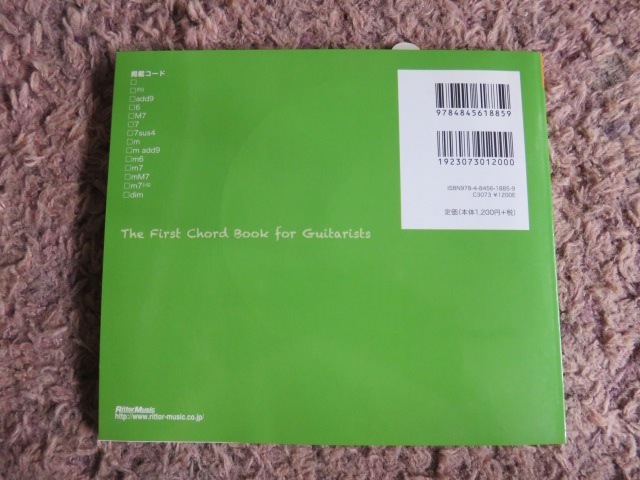 掲載コード
□
□(♭5)
□add9
□6
□M7
□7
□7sus4
□m
□m add9
□m6
□m7
□mM7
□m7(♭5)
□dim
9784845618859
1923073012000
ISBN978-4-8456-1885-9
C3073 ¥1200E
定価(本体1,200円+税)
The First Chord Book for Guitarists
RitterMusic
http://www.rittor-music.co.jp/